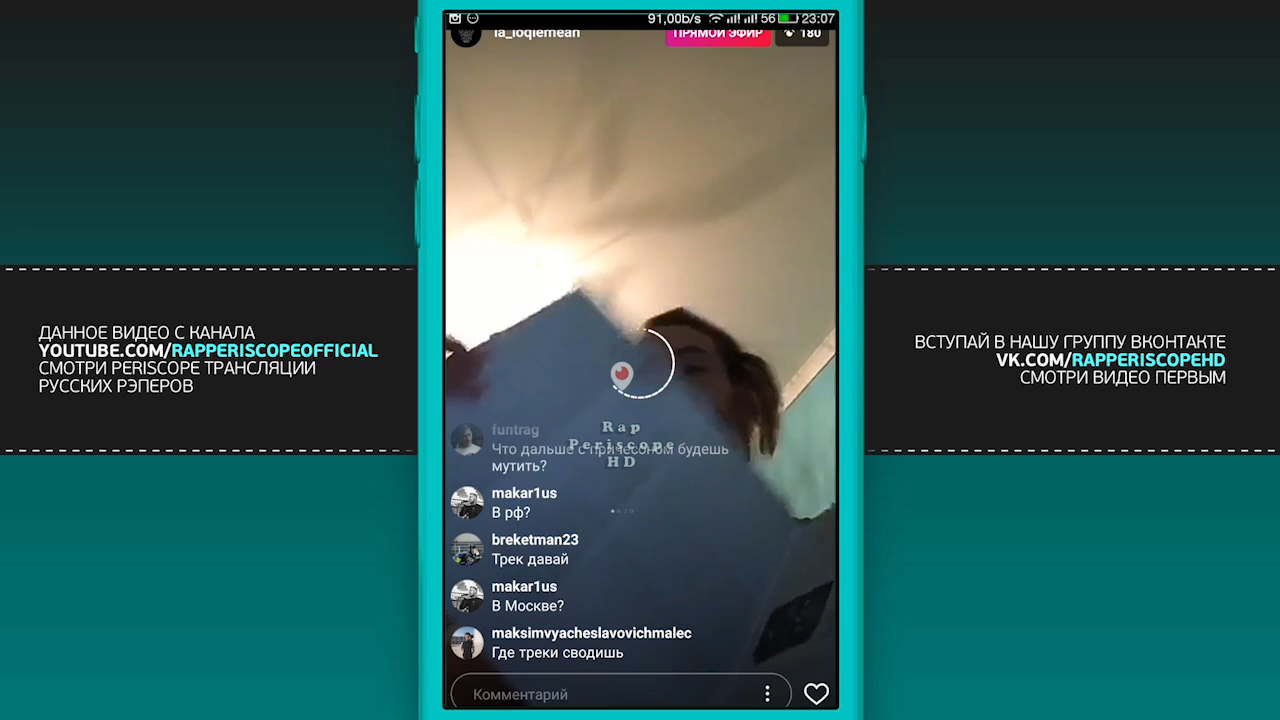 91,00b/s 56 23:07
la_loqiemean ПРЯМОЙ ЭФИР 180
ДАННОЕ ВИДЕО С КАНАЛА
YOUTUBE.COM/RAPPERISCOPEOFFICIAL
СМОТРИ PERISCOPE ТРАНСЛЯЦИИ
РУССКИХ РЭПЕРОВ
Rap
Periscope
HD
funtrag
Что дальше с причесоном будешь
мутить?
makar1us
В рф?
breketman23
Трек давай
makar1us
В Москве?
maksimvyacheslavovichmalec
Где треки сводишь
Комментарий
ВСТУПАЙ В НАШУ ГРУППУ ВКОНТАКТЕ
VK.COM/RAPPERISCOPEHD
СМОТРИ ВИДЕО ПЕРВЫМ